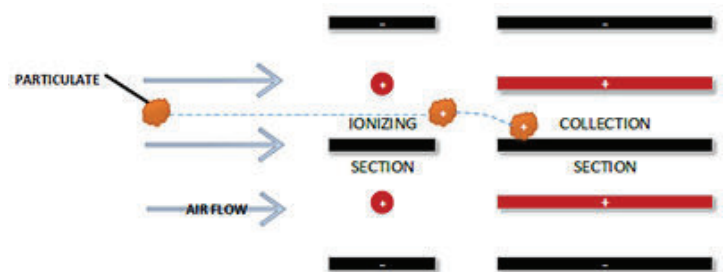 - -
PARTICULATE
+ +
+
IONIZING COLLECTION
+
SECTION SECTION
AIR FLOW
+ +
- -